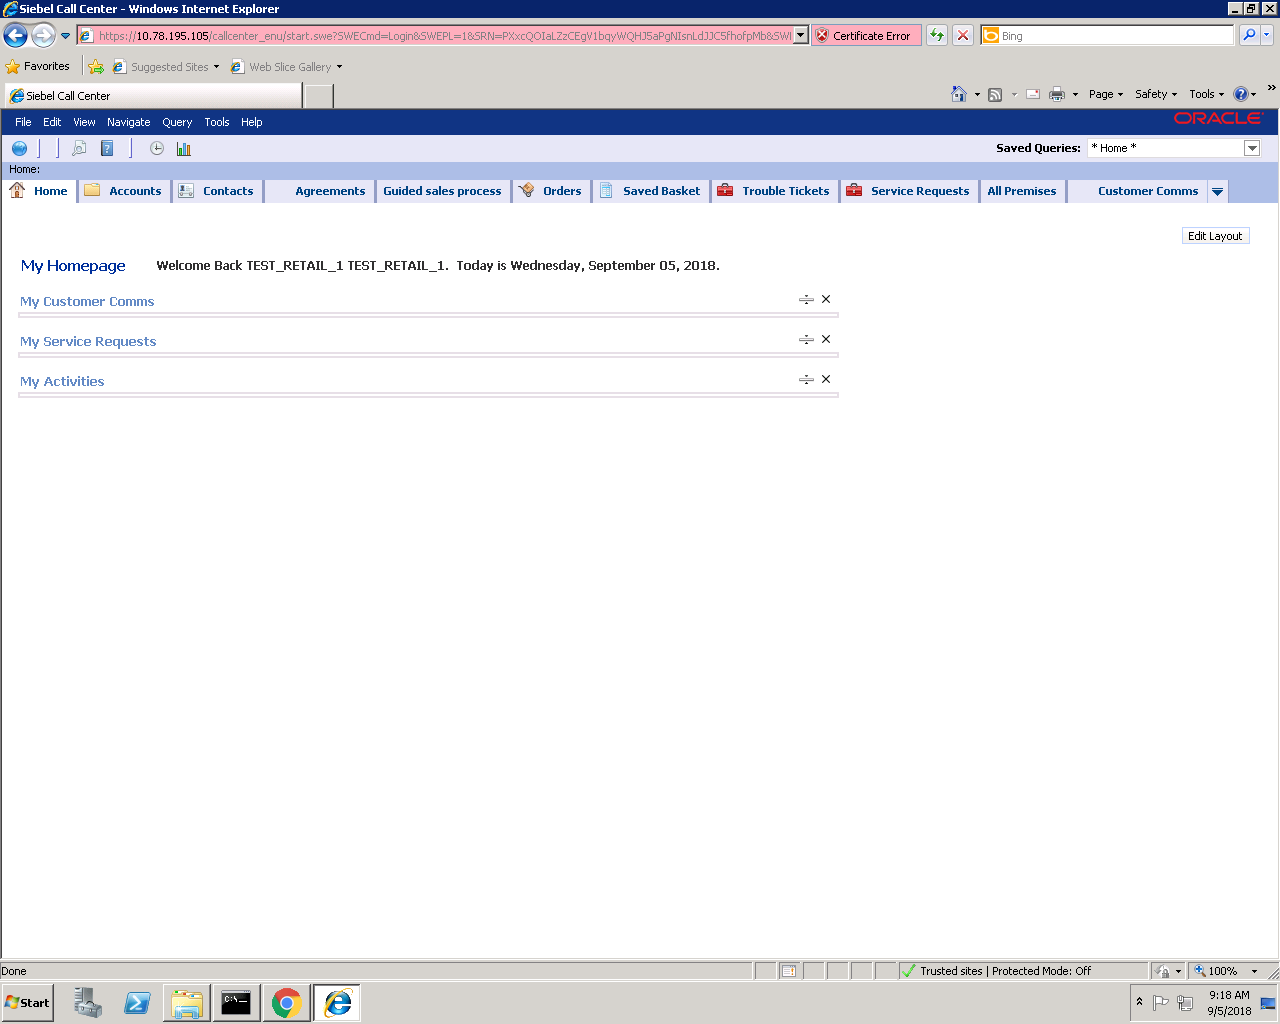 Siebel Call Center - Windows Internet Explorer
https://10.78.195.105/callcenter_enu/start.swe?SWECmd=Login&SWEPL=1&SRN=
Certificate Error
Bing
Favorites
Suggested Sites
Web Slice Gallery
Siebel Call Center
Page
Safety
Tools
File Edit View Navigate Query Tools Help
ORACLE
Saved Queries: * Home *
Home:
Home Accounts Contacts Agreements Guided sales process Orders Saved Basket Trouble Tickets Service Requests All Premises Customer Comms
Edit Layout
My Homepage Welcome Back TEST_RETAIL_1 TEST_RETAIL_1. Today is Wednesday, September 05, 2018.
My Customer Comms
My Service Requests
My Activities
Done
Trusted sites | Protected Mode: Off
100%
Start
C:\.
9:18 AM
9/5/2018